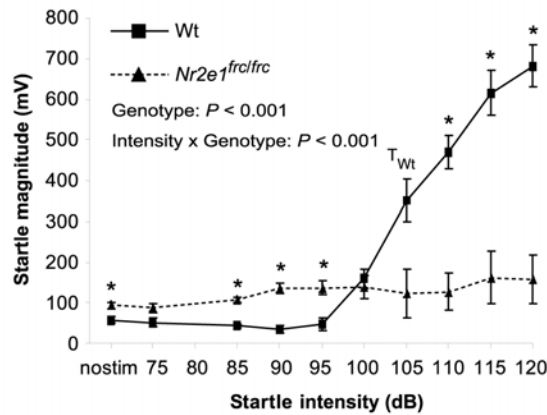 800
700
600
500
400
300
200
100
0
Startle magnitude (mV)
Wt
Nr2e1frc/frc
Genotype: P < 0.001
Intensity x Genotype: P < 0.001
TWt
* * * * * * *
nostim 75 80 85 90 95 100 105 110 115 120
Startle intensity (dB)